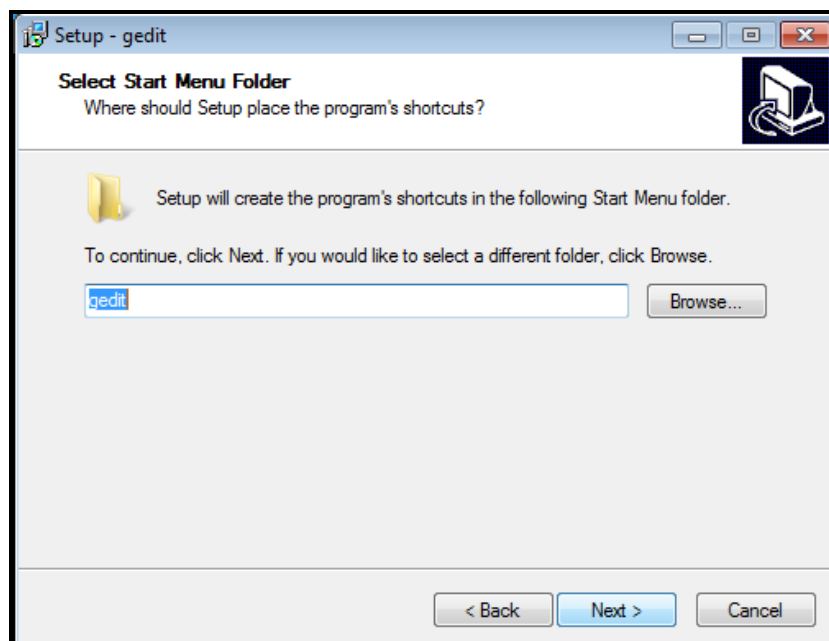 Setup - gedit
Select Start Menu Folder
Where should Setup place the program's shortcuts?
Setup will create the program's shortcuts in the following Start Menu folder.
To continue, click Next. If you would like to select a different folder, click Browse.
gedit
Browse...
< Back
Next >
Cancel